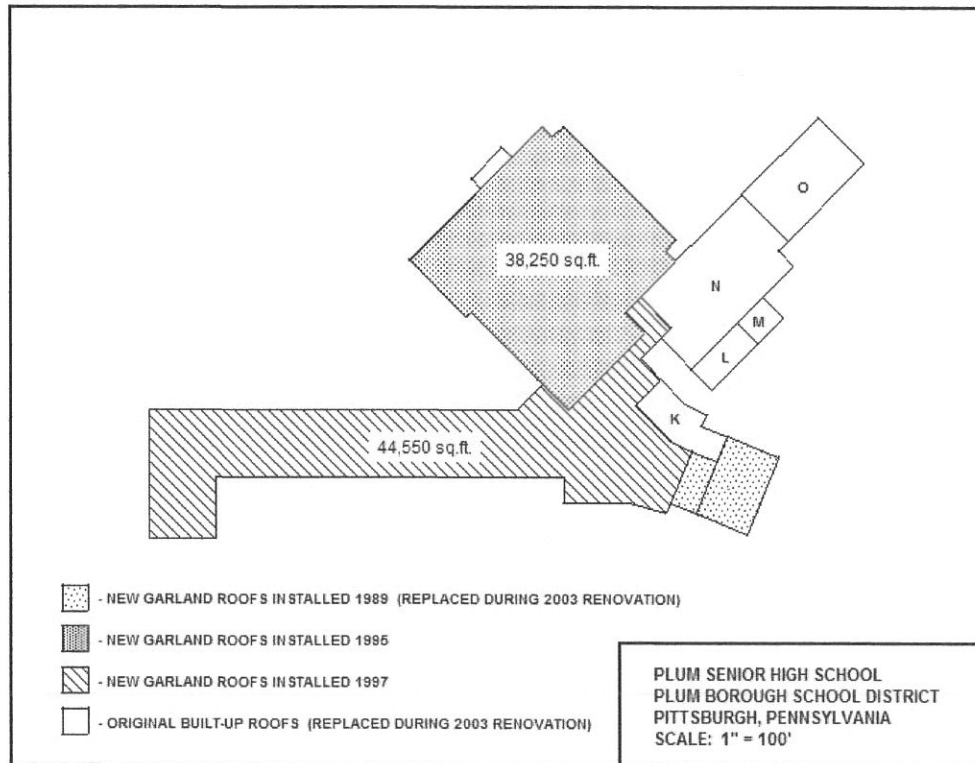 O
38,250 sq.ft.
N
M
L
K
44,550 sq.ft.
- NEW GARLAND ROOFS INSTALLED 1989 (REPLACED DURING 2003 RENOVATION)
- NEW GARLAND ROOFS INSTALLED 1995
- NEW GARLAND ROOFS INSTALLED 1997
- ORIGINAL BUILT-UP ROOFS (REPLACED DURING 2003 RENOVATION)
PLUM SENIOR HIGH SCHOOL
PLUM BOROUGH SCHOOL DISTRICT
PITTSBURGH, PENNSYLVANIA
SCALE: 1" = 100'